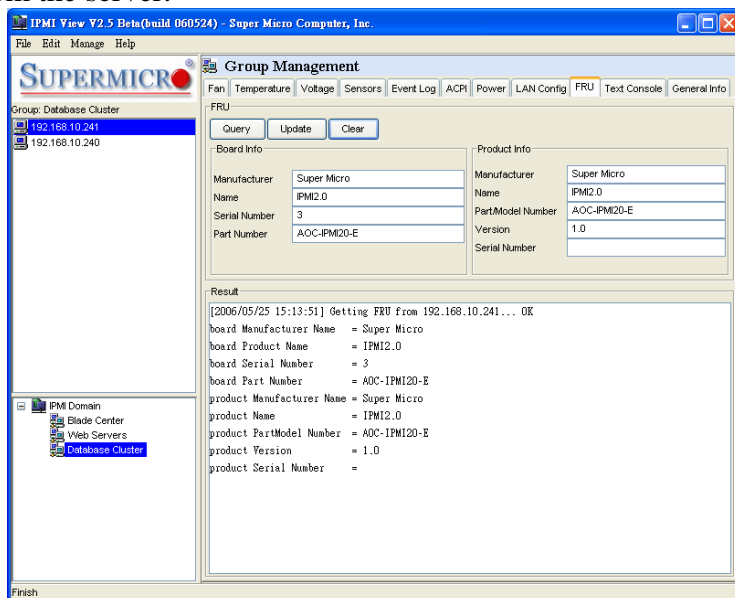 in the server.
IPMI View V2.5 Beta(build 060524) - Super Micro Computer, Inc.
File Edit Manage Help
SUPERMICRO
Group: Database Cluster
192.168.10.241
192.168.10.240
IPMI Domain
Blade Center
Web Servers
Database Cluster
Group Management
Fan Temperature Voltage Sensors Event Log ACPI Power LAN Config FRU Text Console General Info
FRU
Query Update Clear
Board Info
Manufacturer Super Micro
Name IPMI2.0
Serial Number 3
Part Number AOC-IPMI20-E
Product Info
Manufacturer Super Micro
Name IPMI2.0
Part/Model Number AOC-IPMI20-E
Version 1.0
Serial Number
Result
[2006/05/25 15:13:51] Getting FRU from 192.168.10.241... OK
board Manufacturer Name = Super Micro
board Product Name = IPMI2.0
board Serial Number = 3
board Part Number = AOC-IPMI20-E
product Manufacturer Name = Super Micro
product Name = IPMI2.0
product PartModel Number = AOC-IPMI20-E
product Version = 1.0
product Serial Number =
Finish